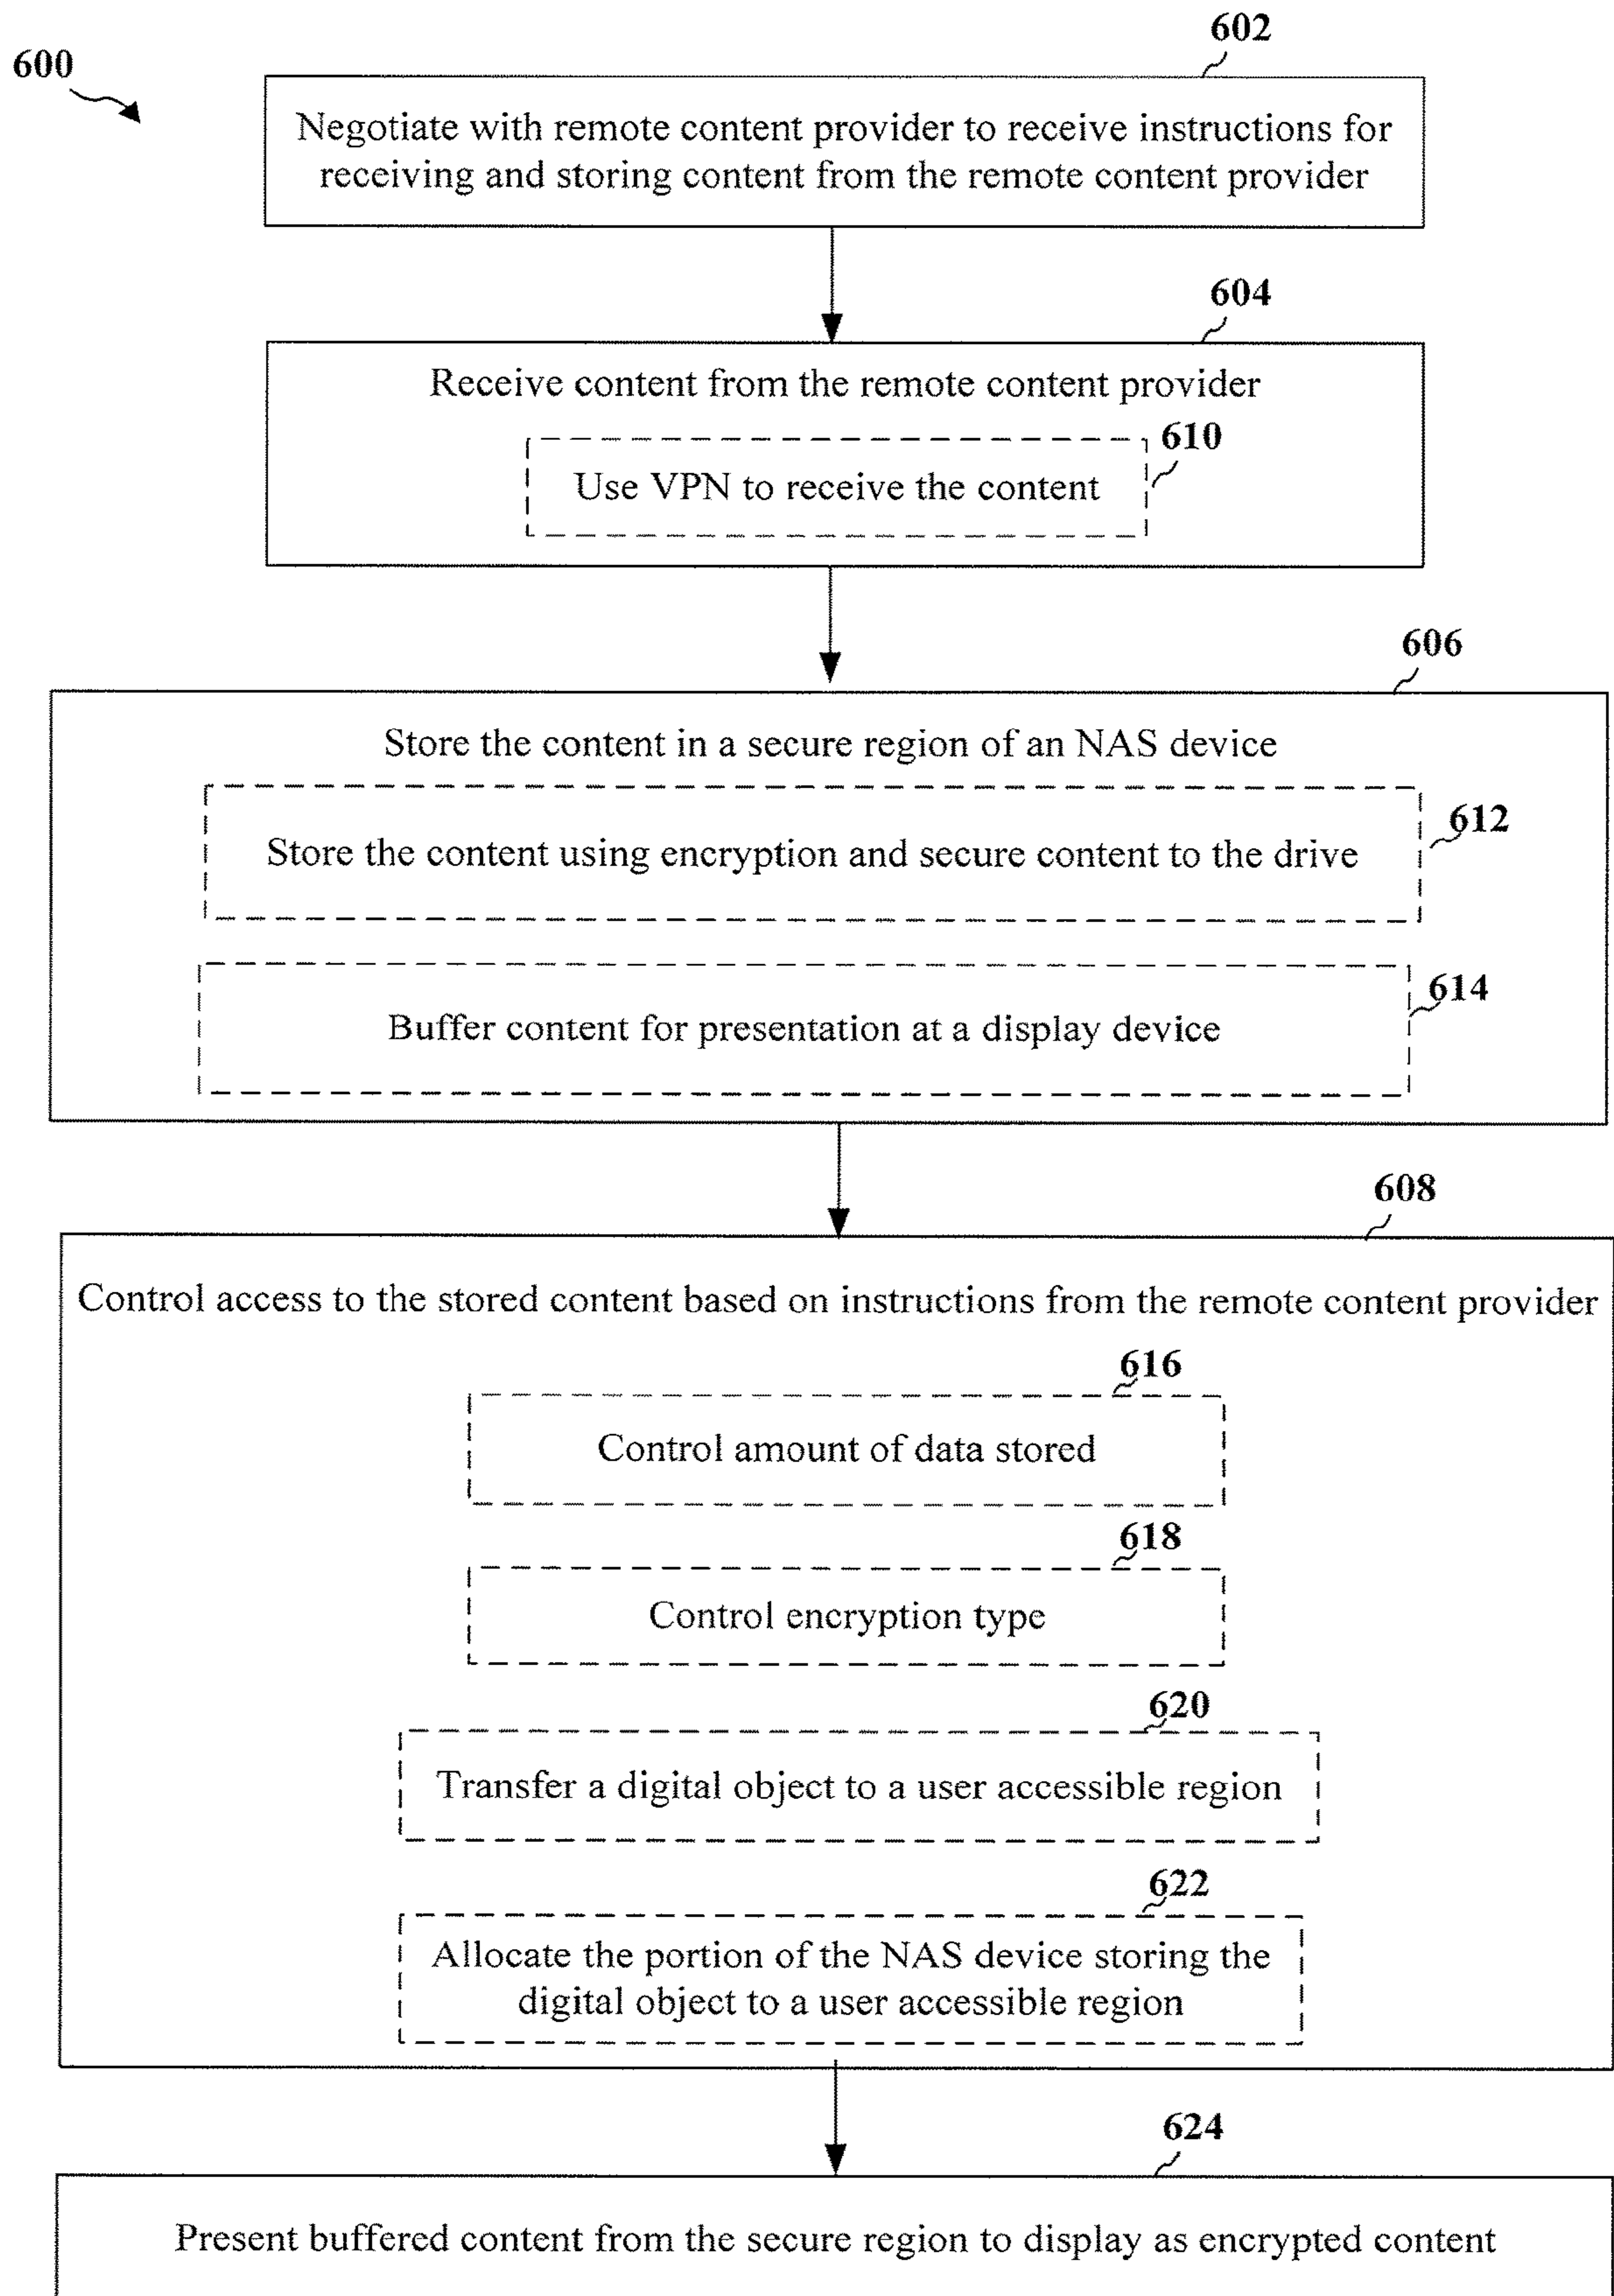 600
602
Negotiate with remote content provider to receive instructions for
receiving and storing content from the remote content provider
604
Receive content from the remote content provider
610
Use VPN to receive the content
606
Store the content in a secure region of an NAS device
612
Store the content using encryption and secure content to the drive
614
Buffer content for presentation at a display device
608
Control access to the stored content based on instructions from the remote content provider
616
Control amount of data stored
618
Control encryption type
620
Transfer a digital object to a user accessible region
622
Allocate the portion of the NAS device storing the
digital object to a user accessible region
624
Present buffered content from the secure region to display as encrypted content